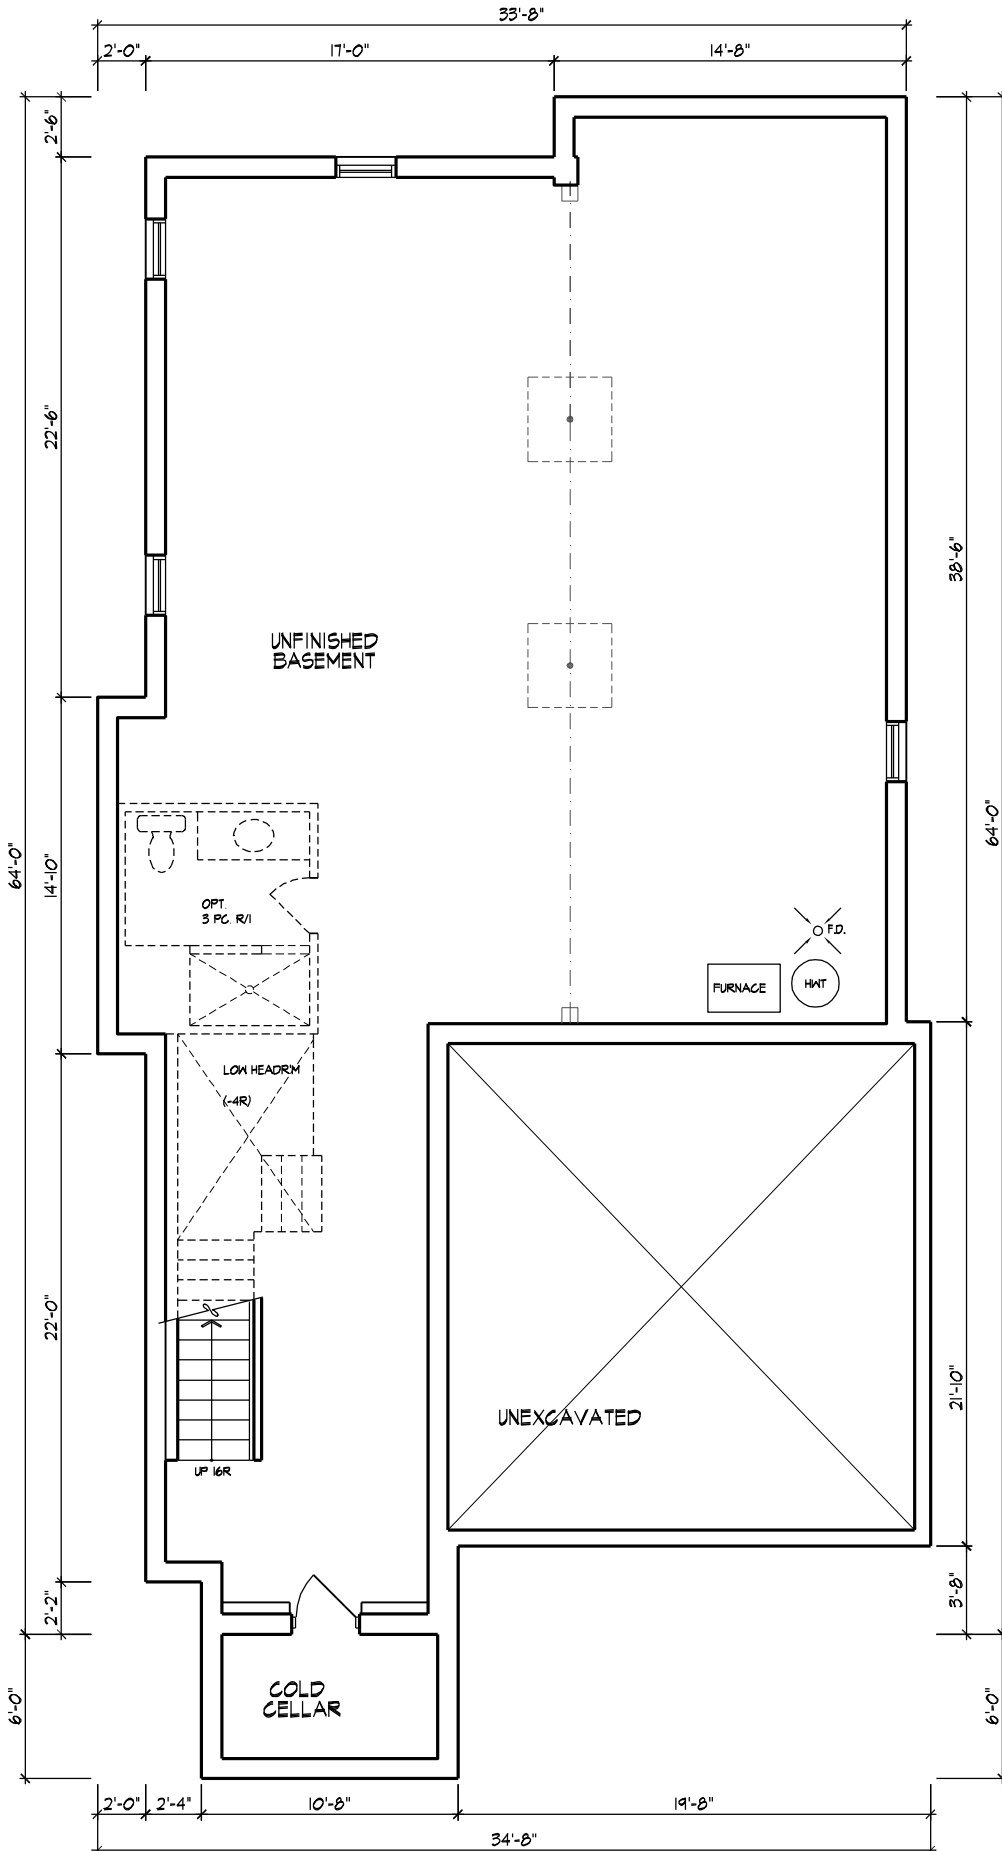 33'-8"
2'-0"
17'-0"
14'-8"
2'-6"
22'-6"
38'-6"
UNFINISHED
BASEMENT
64'-0"
14'-10"
64'-0"
OPT.
3 PC. R/I
F.D.
FURNACE
HWT
LOW HEADR'M
(-4R)
22'-0"
21'-10"
UNEXCAVATED
UP 16R
2'-2"
3'-8"
COLD
CELLAR
6'-0"
6'-0"
2'-0"
2'-4"
10'-8"
19'-8"
34'-8"